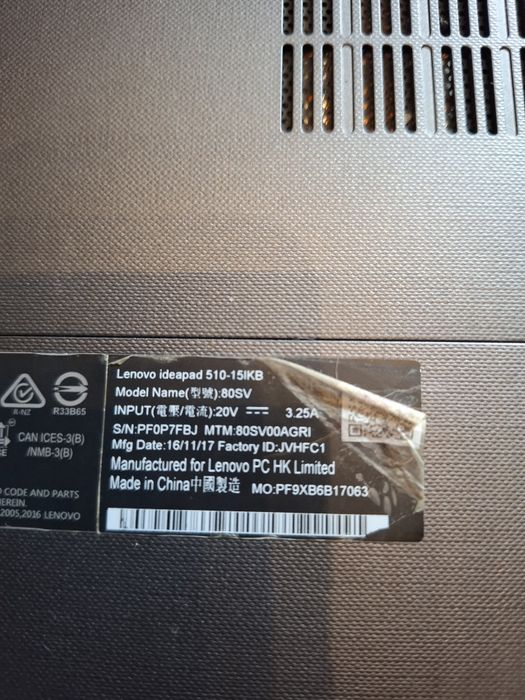 R-NZ
R33B65
CAN ICES-3(B)
/NMB-3(B)
D CODE AND PARTS
HEREIN.
2005,2016 LENOVO
Lenovo ideapad 510-15IKB
Model Name(型號):80SV
INPUT(電壓/電流):20V ⎓ 3.25A
S/N:PF0P7FBJ MTM:80SV00AGRI
Mfg Date:16/11/17 Factory ID:JVHFC1
Manufactured for Lenovo PC HK Limited
Made in China中國製造 MO:PF9XB6B17063